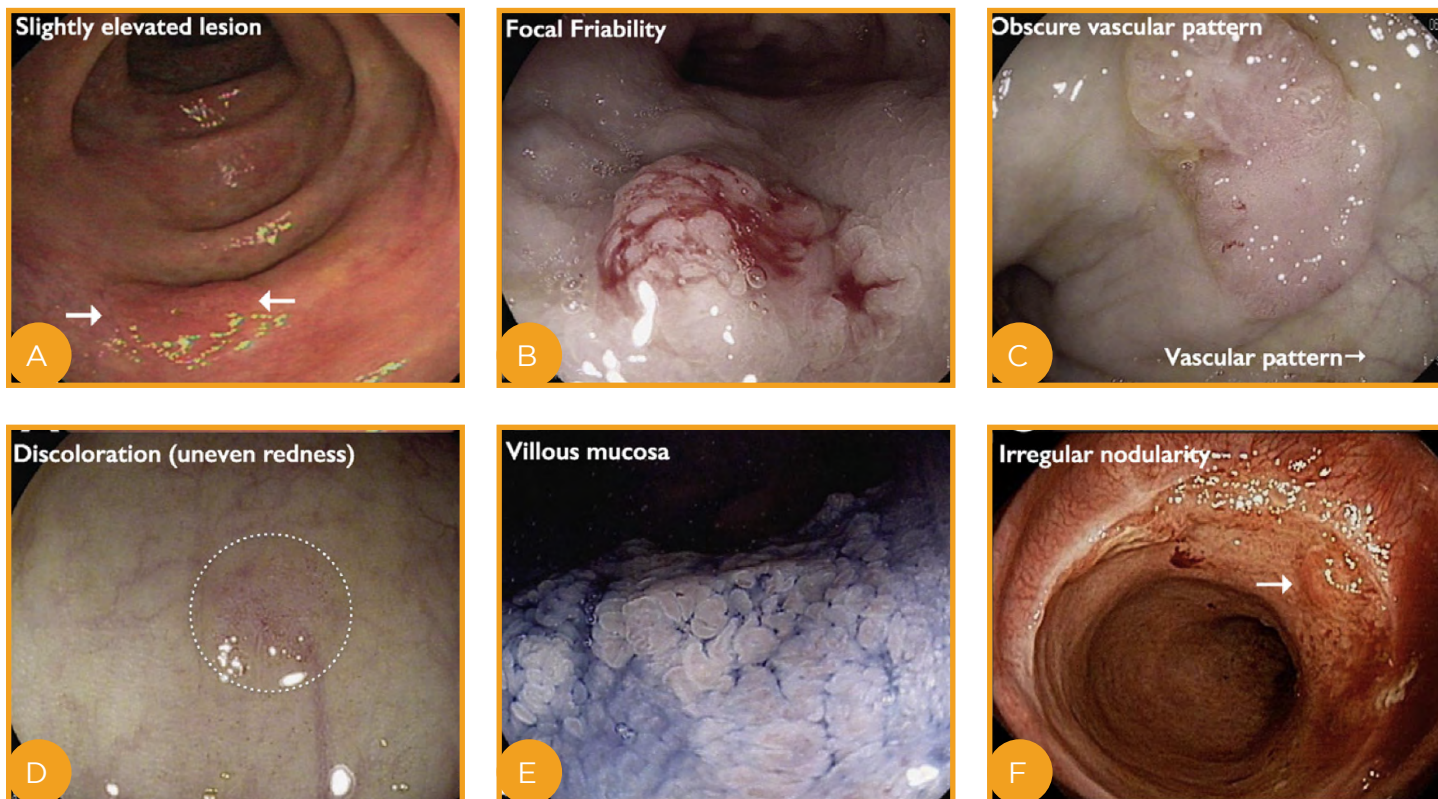 Slightly elevated lesion
A
Focal Friability
B
Obscure vascular pattern
Vascular pattern→
C
Discoloration (uneven redness)
D
Villous mucosa
E
Irregular nodularity
F